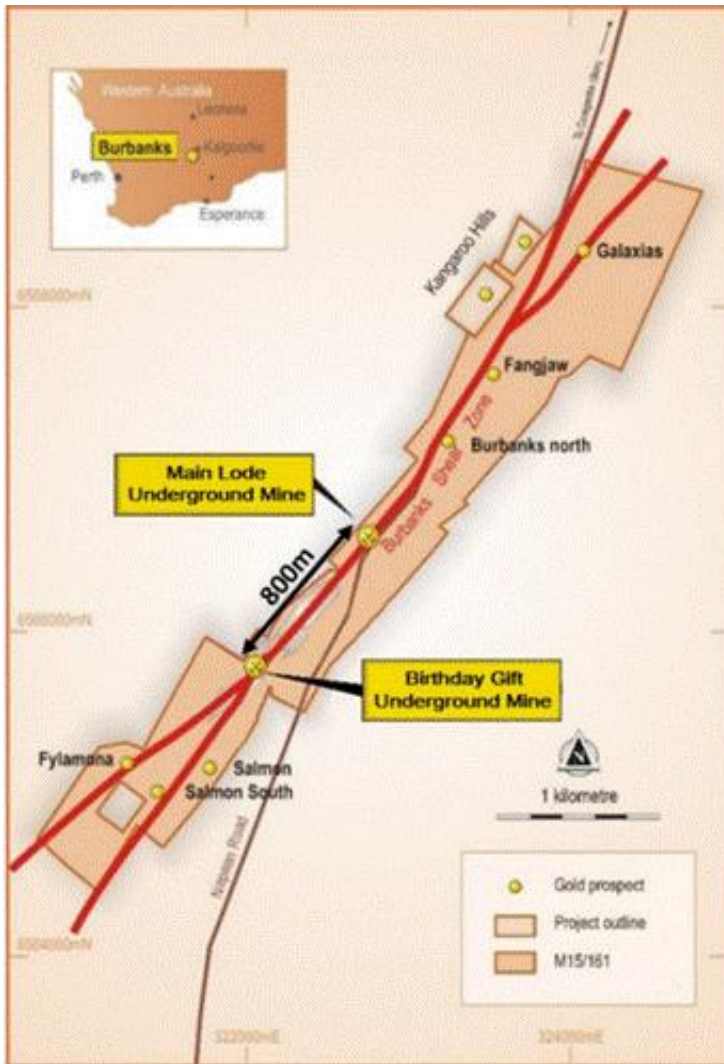 Western Australia
Leonora
Burbanks
Kalgoorlie
Perth
Esperance
Kangaroo Hills
Galaxias
6568000mN
Fangjaw
Burbanks north
Burbanks Shear Zone
Main Lode
Underground Mine
800m
6566000mN
Birthday Gift
Underground Mine
Fylamona
Salmon
Salmon South
N
1 kilometre
Road
Gold prospect
Project outline
M15/161
6564000mN
322000mE
324000mE